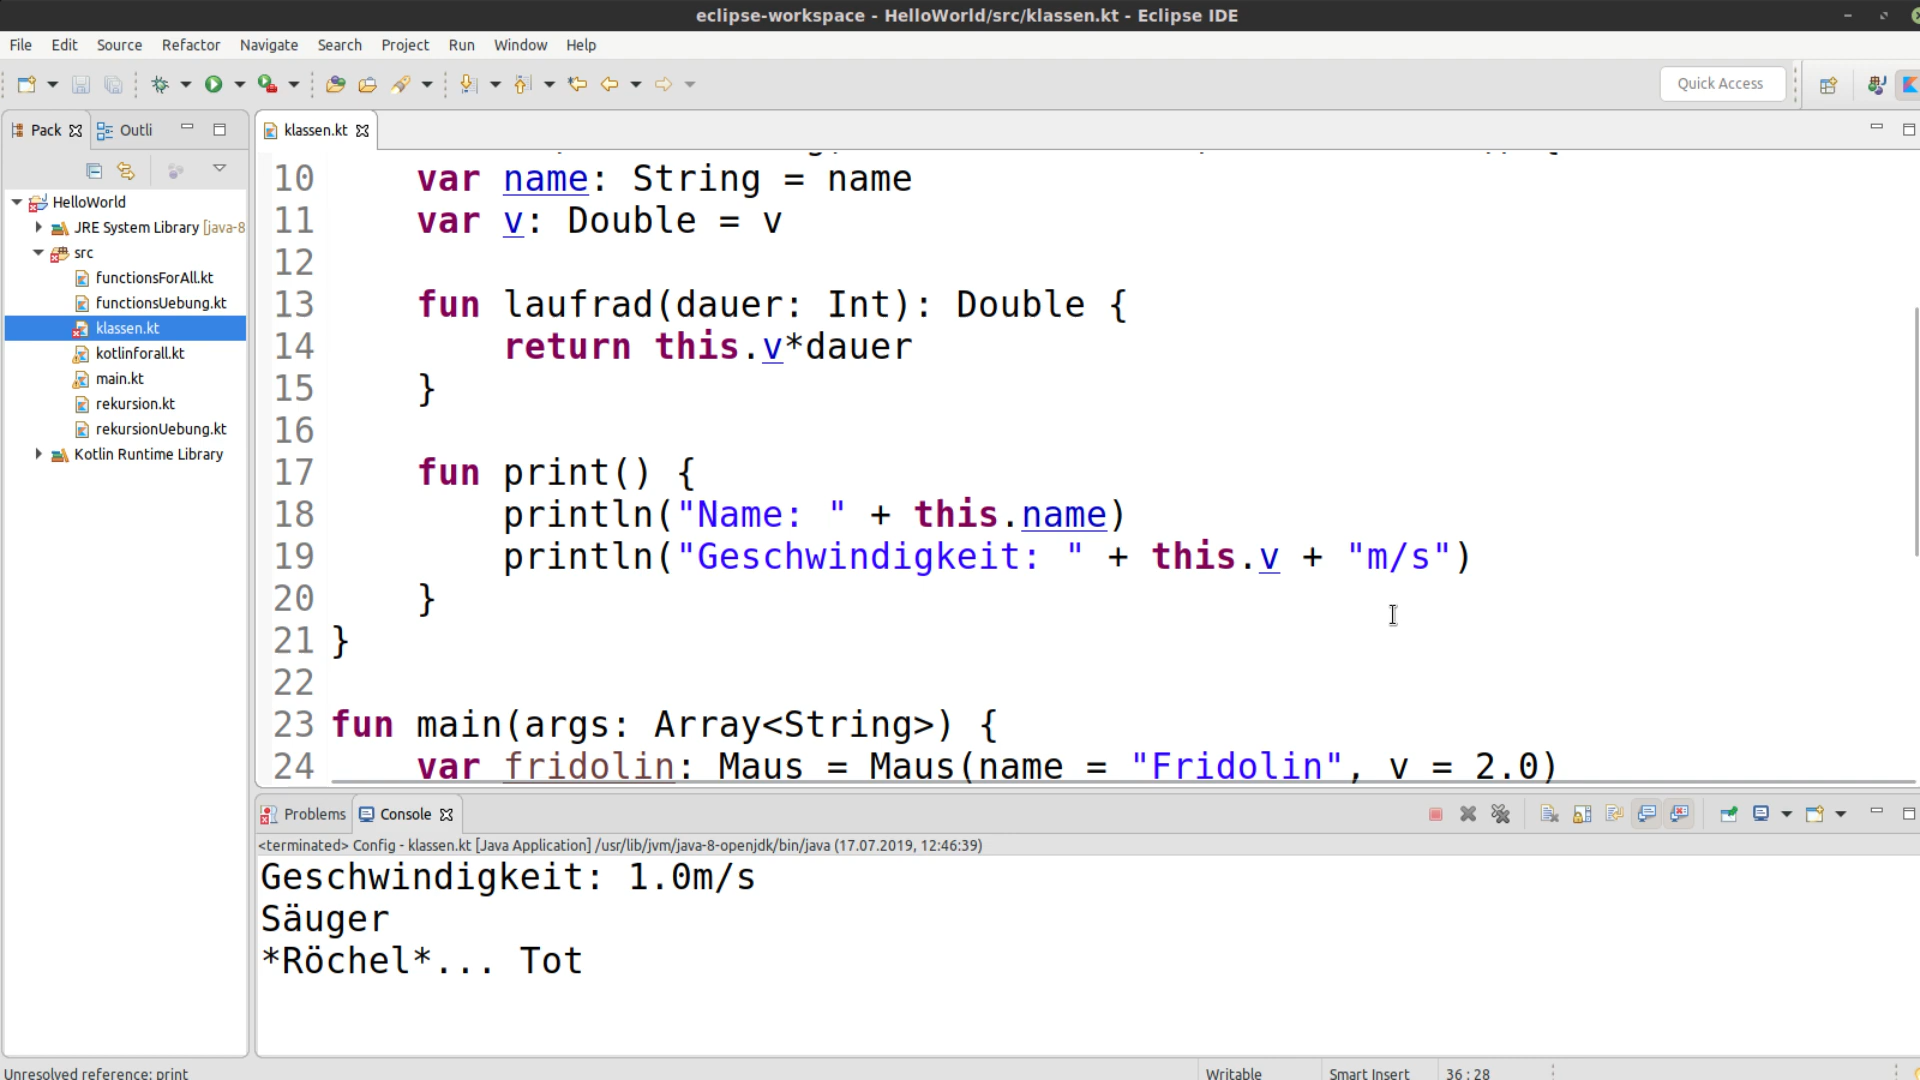 eclipse-workspace - HelloWorld/src/klassen.kt - Eclipse IDE
File Edit Source Refactor Navigate Search Project Run Window Help
Quick Access
Pack Outli
klassen.kt
HelloWorld
JRE System Library [java-8
src
functionsForAll.kt
functionsUebung.kt
klassen.kt
kotlinforall.kt
main.kt
rekursion.kt
rekursionUebung.kt
Kotlin Runtime Library
10 var name: String = name
11 var v: Double = v
12
13 fun laufrad(dauer: Int): Double {
14 return this.v*dauer
15 }
16
17 fun print() {
18 println("Name: " + this.name)
19 println("Geschwindigkeit: " + this.v + "m/s")
20 }
21 }
22
23 fun main(args: Array<String>) {
24 var fridolin: Maus = Maus(name = "Fridolin", v = 2.0)
Problems Console
<terminated> Config - klassen.kt [Java Application] /usr/lib/jvm/java-8-openjdk/bin/java (17.07.2019, 12:46:39)
Geschwindigkeit: 1.0m/s
Säuger
*Röchel*... Tot
Unresolved reference: print Writable Smart Insert 36 : 28